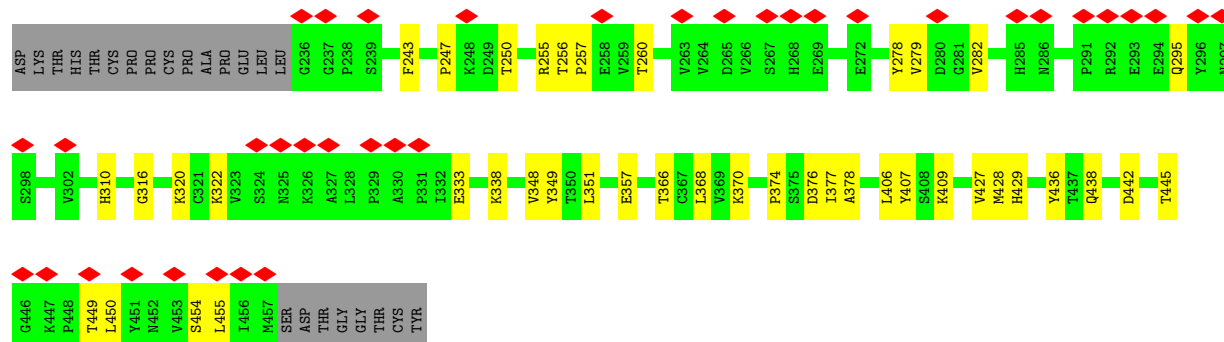 ASP LYS THR HIS THR CYS PRO PRO CYS PRO ALA PRO GLU LEU LEU G236 G237 P238 S239 F243 P247 K248 D249 T250 R255 T256 P257 E258 V259 T260 V263 V264 D265 V266 S267 H268 E269 E272 Y278 V279 D280 G281 V282 H285 N286 P291 R292 E293 E294 Q295 Y296
S298 V302 H310 G316 K320 C321 K322 V323 S324 N325 K326 A327 L328 P329 A330 P331 I332 E333 K338 V348 Y349 T350 L351 E357 T366 C367 L368 V369 K370 P374 S375 D376 I377 A378 L406 Y407 S408 K409 V427 M428 H429 Y436 T437 Q438 D442 T445
G446 K447 P448 T449 L450 Y451 N452 V453 S454 L455 I456 M457 SER ASP THR GLY GLY THR CYS TYR